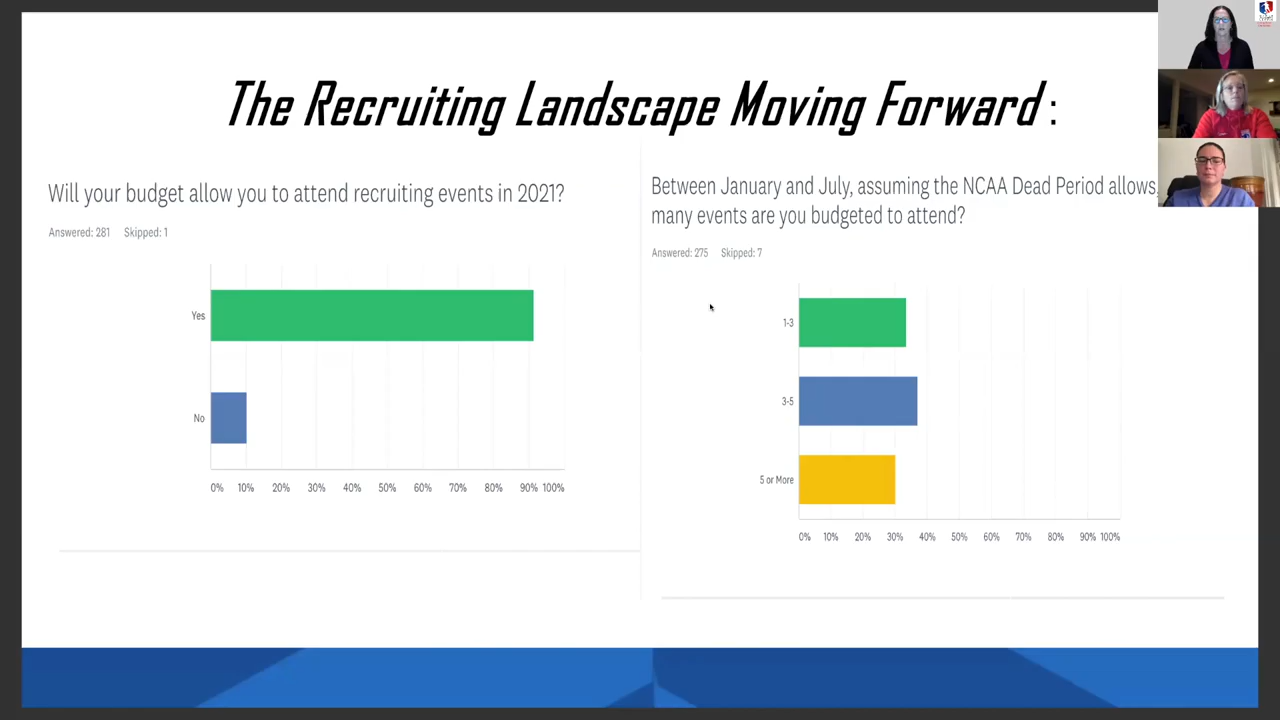 The Recruiting Landscape Moving Forward :
Will your budget allow you to attend recruiting events in 2021?
Answered: 281 Skipped: 1
Yes
No
0% 10% 20% 30% 40% 50% 60% 70% 80% 90% 100%
Between January and July, assuming the NCAA Dead Period allows,
many events are you budgeted to attend?
Answered: 275 Skipped: 7
1-3
3-5
5 or More
0% 10% 20% 30% 40% 50% 60% 70% 80% 90% 100%